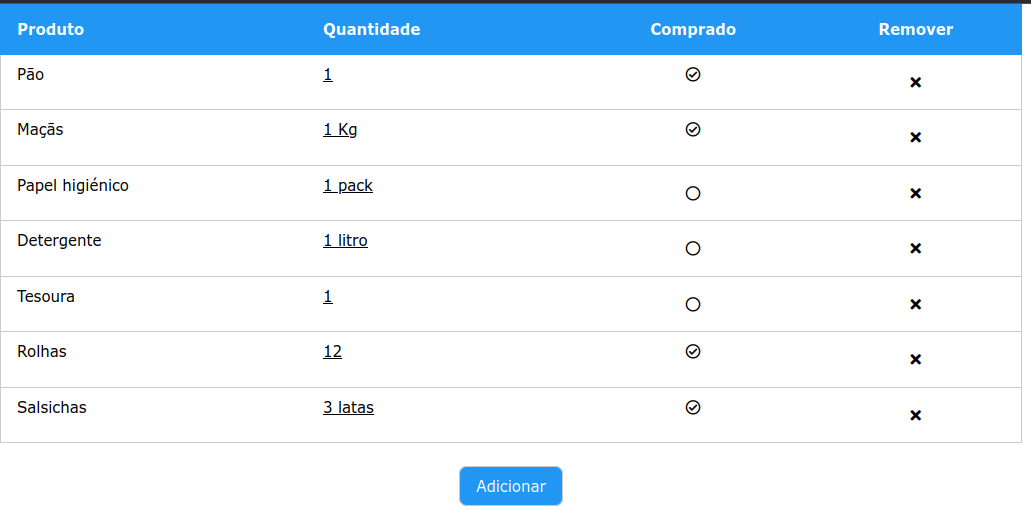 Produto Quantidade Comprado Remover
Pão 1
Maçãs 1 Kg
Papel higiénico 1 pack
Detergente 1 litro
Tesoura 1
Rolhas 12
Salsichas 3 latas
Adicionar